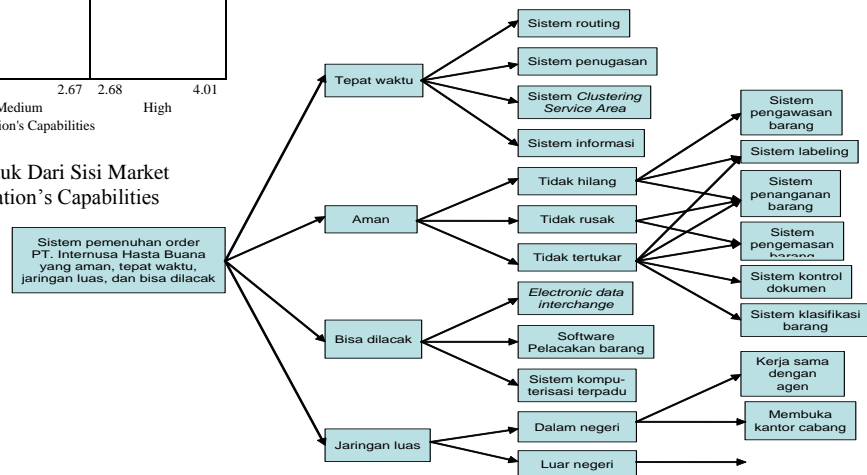 2.67 2.68 4.01
Medium High
ion's Capabilities
uk Dari Sisi Market
ation's Capabilities
Sistem pemenuhan order
PT. Internusa Hasta Buana
yang aman, tepat waktu,
jaringan luas, dan bisa dilacak
Tepat waktu
Aman
Bisa dilacak
Jaringan luas
Sistem routing
Sistem penugasan
Sistem Clustering
Service Area
Sistem informasi
Tidak hilang
Tidak rusak
Tidak tertukar
Electronic data
interchange
Software
Pelacakan barang
Sistem kompu-
terisasi terpadu
Dalam negeri
Luar negeri
Sistem
pengawasan
barang
Sistem labeling
Sistem
penanganan
barang
Sistem
pengemasan
barang
Sistem kontrol
dokumen
Sistem klasifikasi
barang
Kerja sama
dengan
agen
Membuka
kantor cabang